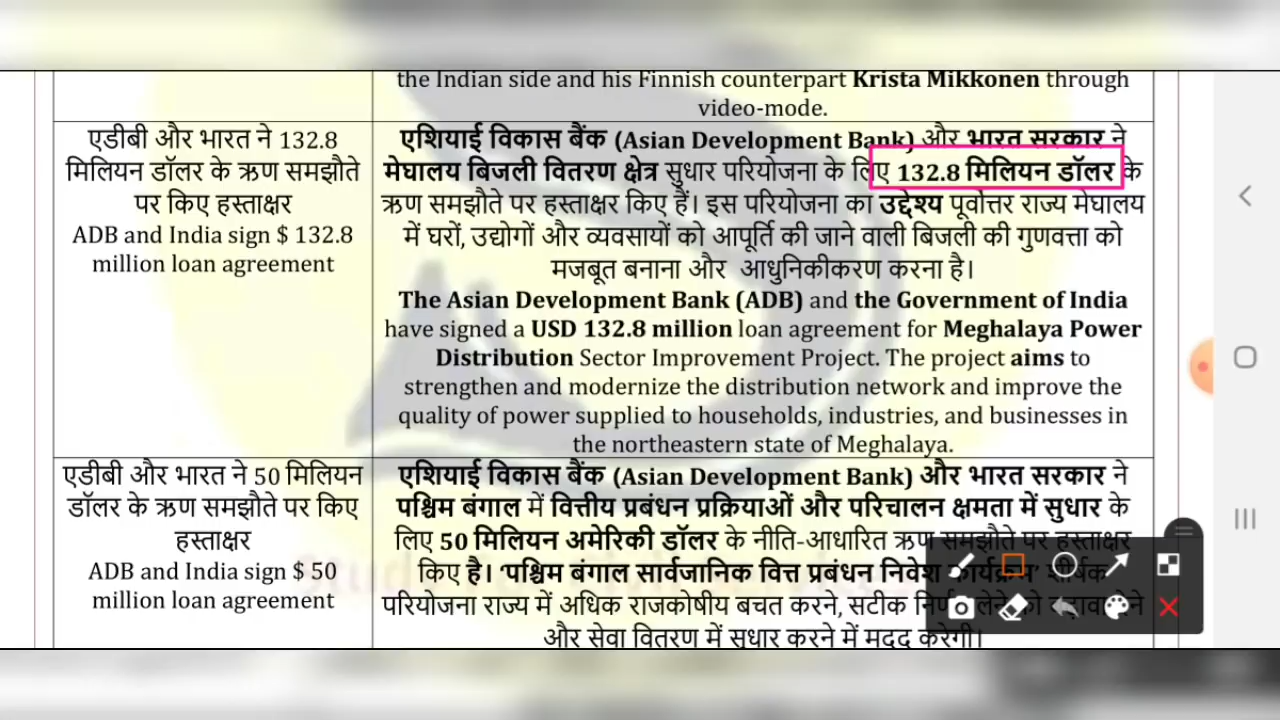 the Indian side and his Finnish counterpart Krista Mikkonen through
video-mode.
एडीबी और भारत ने 132.8
मिलियन डॉलर के ऋण समझौते
पर किए हस्ताक्षर
ADB and India sign $ 132.8
million loan agreement
एशियाई विकास बैंक (Asian Development Bank) और भारत सरकार ने
मेघालय बिजली वितरण क्षेत्र सुधार परियोजना के लिए 132.8 मिलियन डॉलर के
ऋण समझौते पर हस्ताक्षर किए हैं। इस परियोजना का उद्देश्य पूर्वोत्तर राज्य मेघालय
में घरों, उद्योगों और व्यवसायों को आपूर्ति की जाने वाली बिजली की गुणवत्ता को
मजबूत बनाना और आधुनिकीकरण करना है।
The Asian Development Bank (ADB) and the Government of India
have signed a USD 132.8 million loan agreement for Meghalaya Power
Distribution Sector Improvement Project. The project aims to
strengthen and modernize the distribution network and improve the
quality of power supplied to households, industries, and businesses in
the northeastern state of Meghalaya.
एडीबी और भारत ने 50 मिलियन
डॉलर के ऋण समझौते पर किए
हस्ताक्षर
ADB and India sign $ 50
million loan agreement
एशियाई विकास बैंक (Asian Development Bank) और भारत सरकार ने
पश्चिम बंगाल में वित्तीय प्रबंधन प्रक्रियाओं और परिचालन क्षमता में सुधार के
लिए 50 मिलियन अमेरिकी डॉलर के नीति-आधारित ऋण समझौते पर हस्ताक्षर
किए है। 'पश्चिम बंगाल सार्वजनिक वित्त प्रबंधन निवेश कार्यक्रम' शीर्षक
परियोजना राज्य में अधिक राजकोषीय बचत करने, सटीक
और सेवा वितरण में सुधार करने में मदद करेगी।